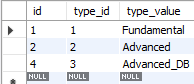 id type_id type_value
1 1 Fundamental
2 2 Advanced
4 3 Advanced_DB
NULL NULL NULL